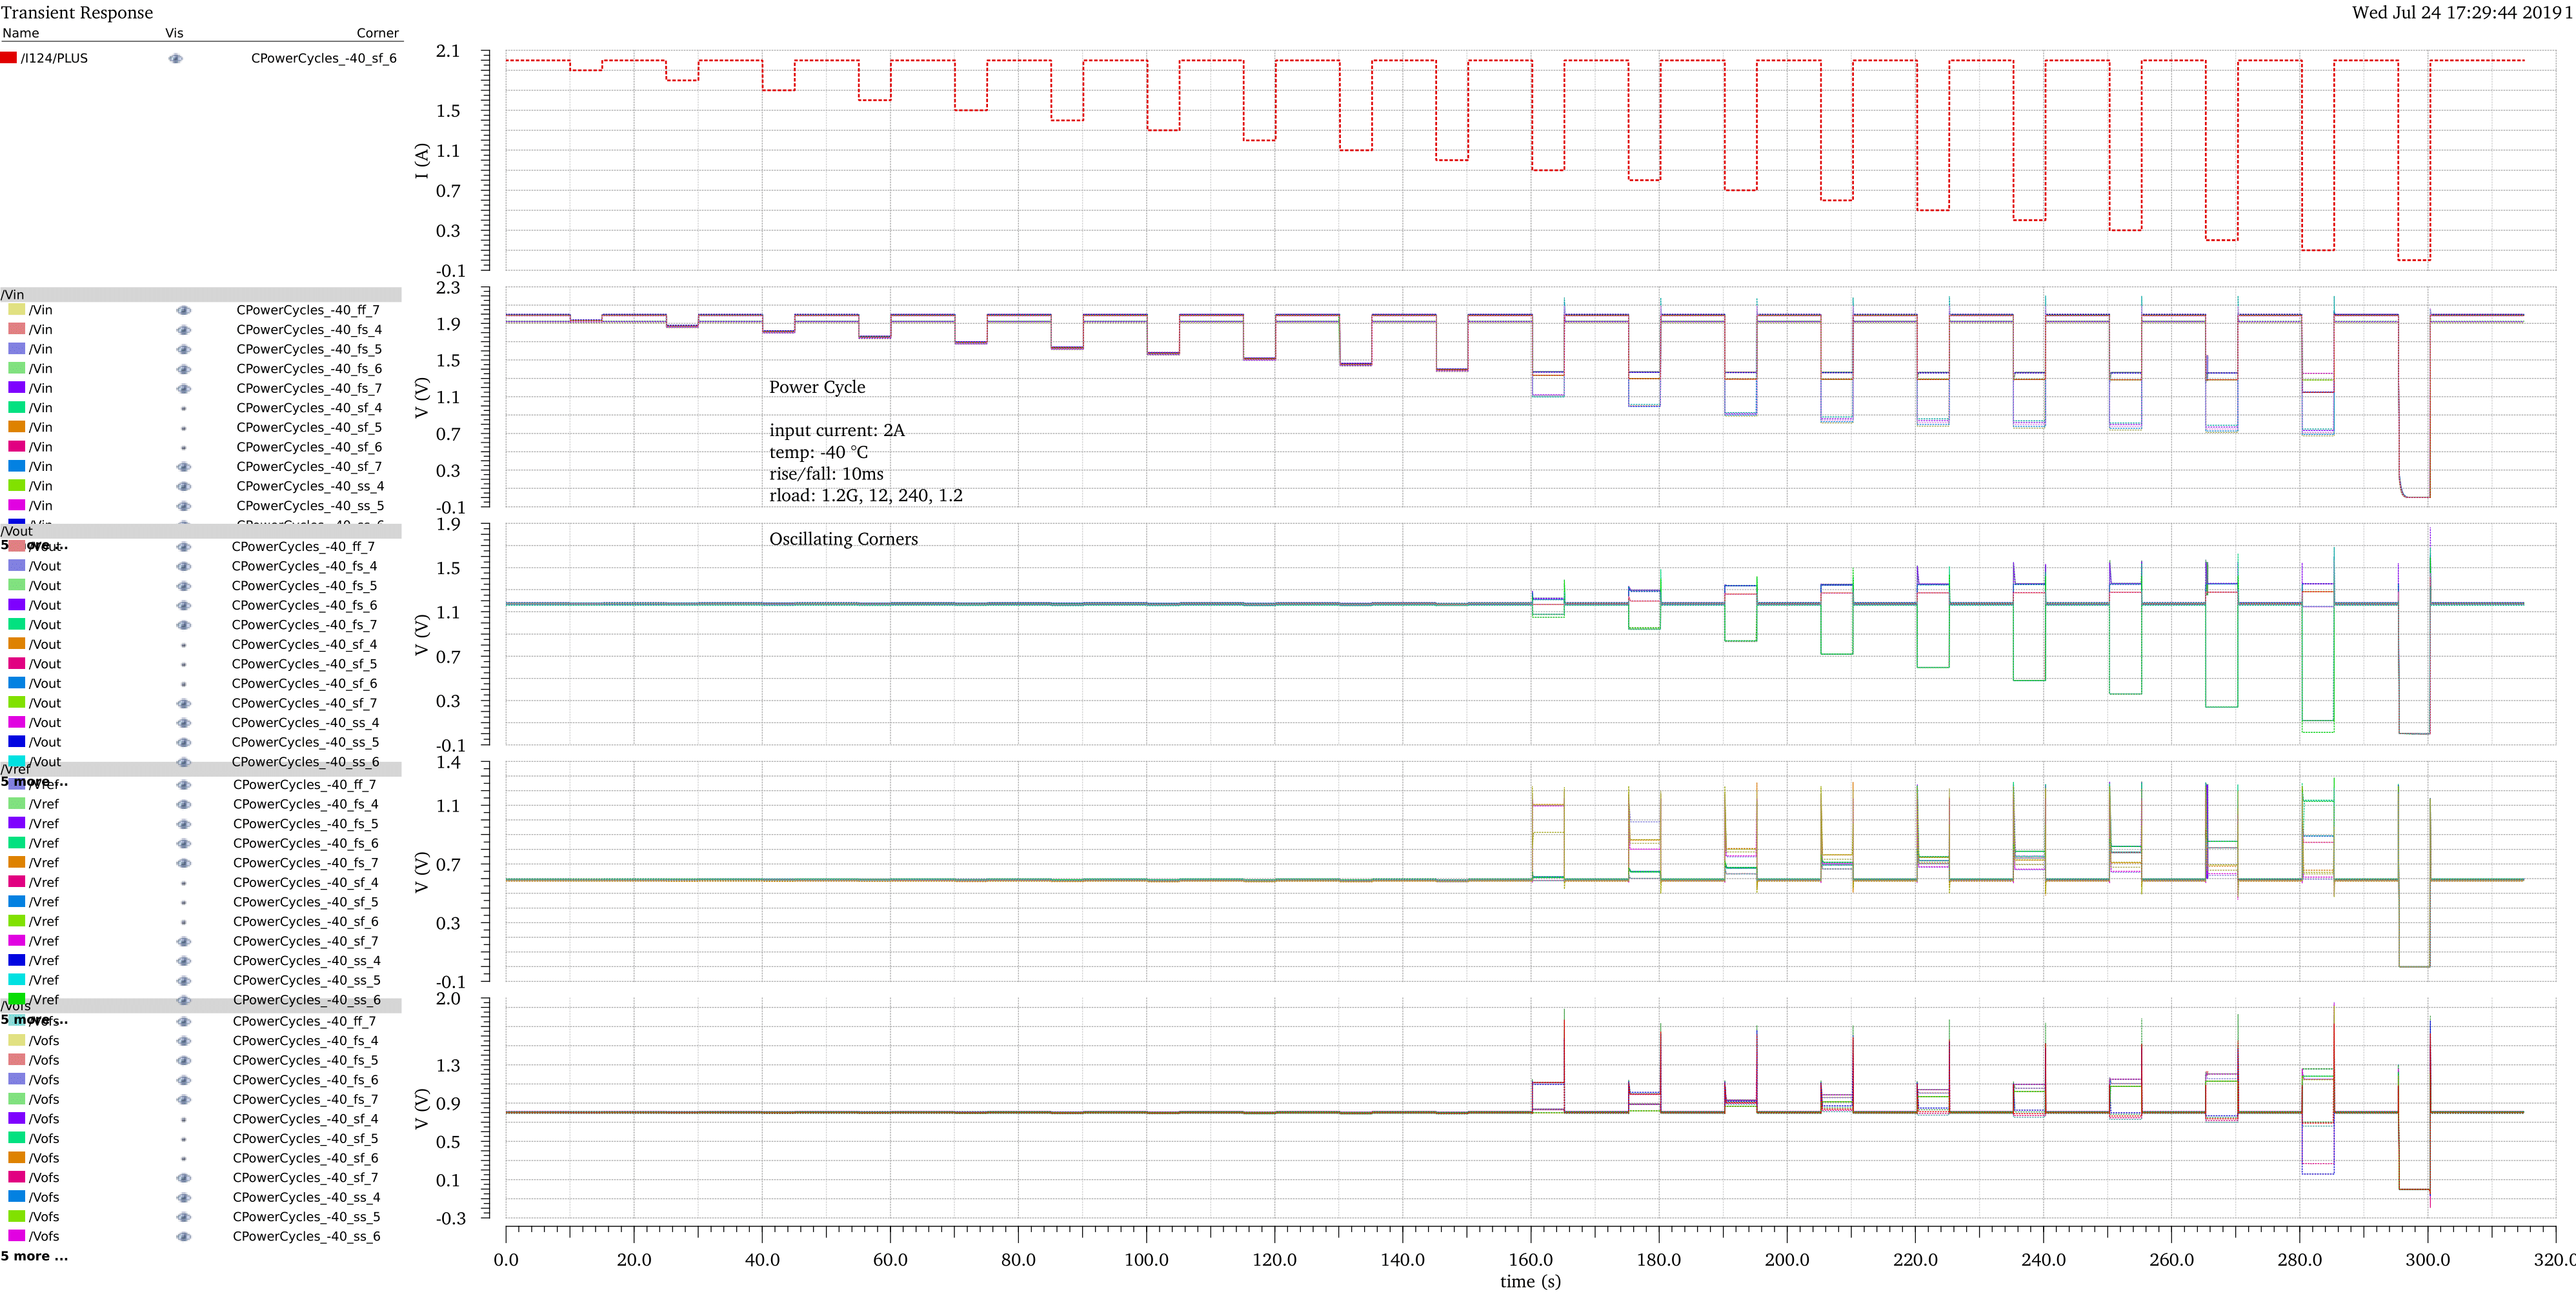 Transient Response
Wed Jul 24 17:29:44 2019 1
Name Vis Corner
/I124/PLUS CPowerCycles_-40_sf_6
2.1
1.5
1.1
0.7
0.3
-0.1
I (A)
/Vin
/Vin CPowerCycles_-40_ff_7
/Vin CPowerCycles_-40_fs_4
/Vin CPowerCycles_-40_fs_5
/Vin CPowerCycles_-40_fs_6
/Vin CPowerCycles_-40_fs_7
/Vin CPowerCycles_-40_sf_4
/Vin CPowerCycles_-40_sf_5
/Vin CPowerCycles_-40_sf_6
/Vin CPowerCycles_-40_sf_7
/Vin CPowerCycles_-40_ss_4
/Vin CPowerCycles_-40_ss_5
2.3
1.9
1.5
1.1
0.7
0.3
-0.1
V (V)
Power Cycle
input current: 2A
temp: -40 °C
rise/fall: 10ms
rload: 1.2G, 12, 240, 1.2
/Vout
5 more ...
/Vout CPowerCycles_-40_ff_7
/Vout CPowerCycles_-40_fs_4
/Vout CPowerCycles_-40_fs_5
/Vout CPowerCycles_-40_fs_6
/Vout CPowerCycles_-40_fs_7
/Vout CPowerCycles_-40_sf_4
/Vout CPowerCycles_-40_sf_5
/Vout CPowerCycles_-40_sf_6
/Vout CPowerCycles_-40_sf_7
/Vout CPowerCycles_-40_ss_4
/Vout CPowerCycles_-40_ss_5
/Vout CPowerCycles_-40_ss_6
1.9
1.5
1.1
0.7
0.3
-0.1
V (V)
Oscillating Corners
/Vref
5 more ...
/Vref CPowerCycles_-40_ff_7
/Vref CPowerCycles_-40_fs_4
/Vref CPowerCycles_-40_fs_5
/Vref CPowerCycles_-40_fs_6
/Vref CPowerCycles_-40_fs_7
/Vref CPowerCycles_-40_sf_4
/Vref CPowerCycles_-40_sf_5
/Vref CPowerCycles_-40_sf_6
/Vref CPowerCycles_-40_sf_7
/Vref CPowerCycles_-40_ss_4
/Vref CPowerCycles_-40_ss_5
/Vref CPowerCycles_-40_ss_6
1.4
1.1
0.7
0.3
-0.1
V (V)
/Vofs
5 more ...
/Vofs CPowerCycles_-40_ff_7
/Vofs CPowerCycles_-40_fs_4
/Vofs CPowerCycles_-40_fs_5
/Vofs CPowerCycles_-40_fs_6
/Vofs CPowerCycles_-40_fs_7
/Vofs CPowerCycles_-40_sf_4
/Vofs CPowerCycles_-40_sf_5
/Vofs CPowerCycles_-40_sf_6
/Vofs CPowerCycles_-40_sf_7
/Vofs CPowerCycles_-40_ss_4
/Vofs CPowerCycles_-40_ss_5
/Vofs CPowerCycles_-40_ss_6
5 more ...
2.0
1.3
0.9
0.5
0.1
-0.3
V (V)
0.0 20.0 40.0 60.0 80.0 100.0 120.0 140.0 160.0 180.0 200.0 220.0 240.0 260.0 280.0 300.0
time (s)